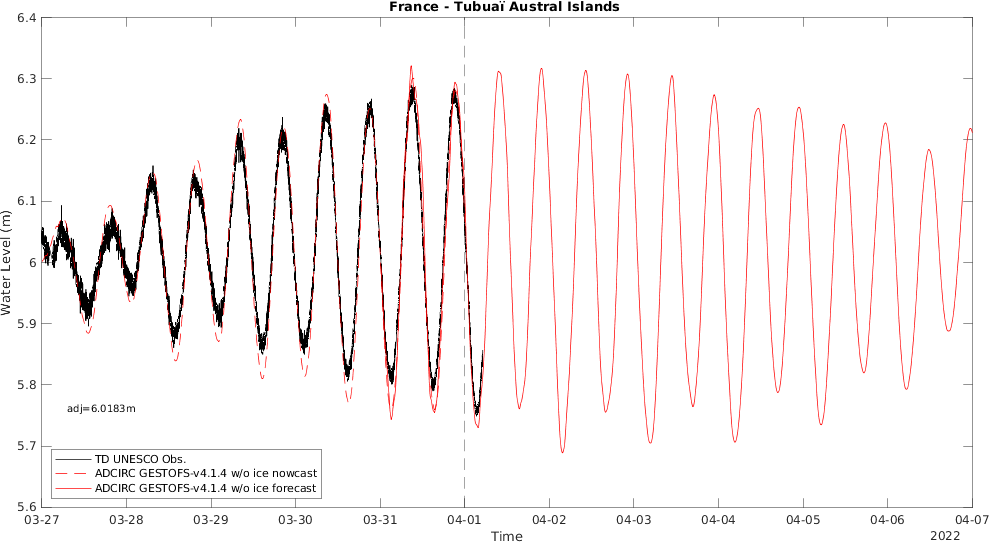 France - Tubuaï Austral Islands
6.4
6.3
6.2
6.1
6
5.9
5.8
5.7
5.6
Water Level (m)
adj=6.0183m
TD UNESCO Obs.
ADCIRC GESTOFS-v4.1.4 w/o ice nowcast
ADCIRC GESTOFS-v4.1.4 w/o ice forecast
03-27 03-28 03-29 03-30 03-31 04-01 04-02 04-03 04-04 04-05 04-06 04-07
Time
2022